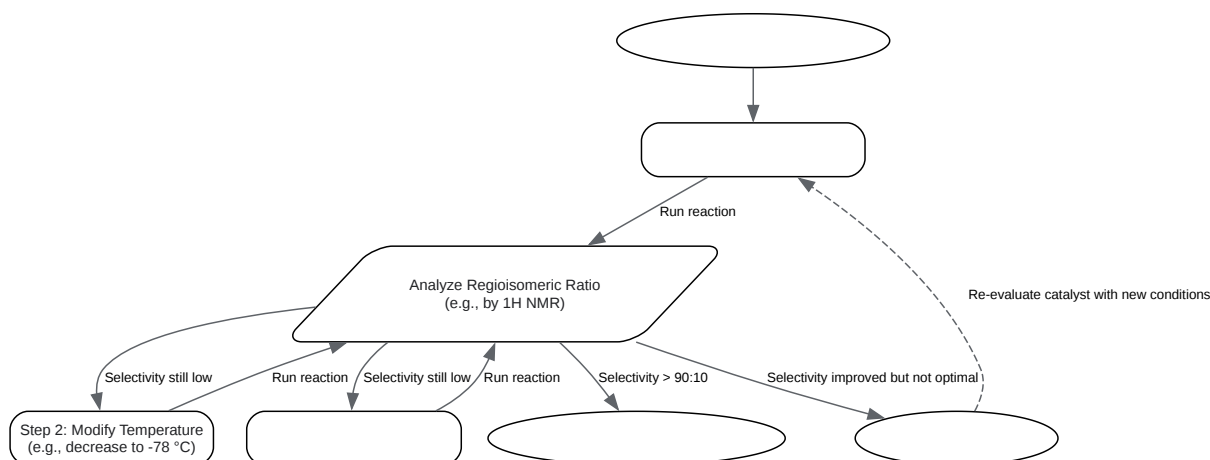 Run reaction
Analyze Regioisomeric Ratio
(e.g., by 1H NMR)
Re-evaluate catalyst with new conditions
Selectivity still low
Run reaction
Selectivity still low
Run reaction
Selectivity > 90:10
Selectivity improved but not optimal
Step 2: Modify Temperature
(e.g., decrease to -78 °C)